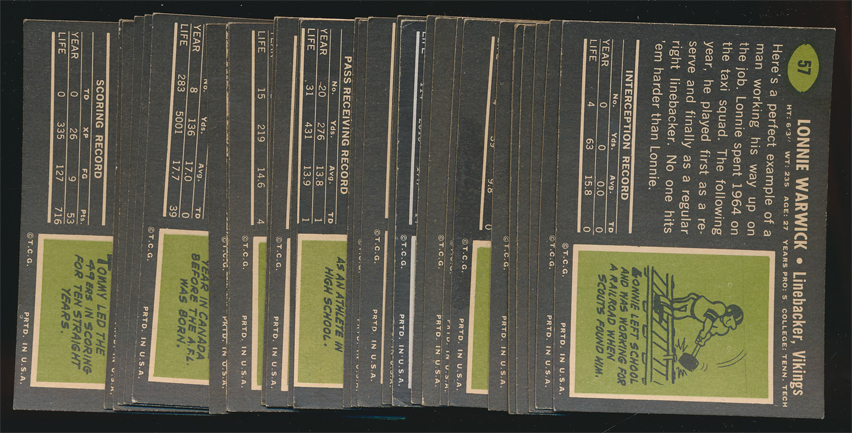 57
LONNIE WARWICK • Linebacker, Vikings
HT: 6'3" WT: 235 AGE: 27 YEARS PRO: 5 COLLEGE: TENN. TECH
Here's a perfect example of a
man working his way up on
the job. Lonnie spent 1964 on
the taxi squad. The following
year, he played first as a re-
serve and finally as a regular
right linebacker. No one hits
'em harder than Lonnie.
INTERCEPTION RECORD
No. Yds. Avg. TD
YEAR 0 0 0.0 0
LIFE 4 63 15.8 0
LONNIE LEFT SCHOOL
AND WAS WORKING FOR
A RAILROAD WHEN
SCOUTS FOUND HIM.
©T.C.G. PRTD. IN U.S.A.
©T.C.G. PRTD. IN U.S.A.
©T.C.G. PRTD. IN U.S.A.
PASS RECEIVING RECORD
No. Yds. Avg. TD
YEAR 20 276 13.8 1
LIFE 31 431 13.9 1
AS AN ATHLETE IN
HIGH SCHOOL.
©T.C.G. PRTD. IN U.S.A.
LIFE 15 219 14.6 4
©T.C.G. PRTD. IN U.S.A.
No. Yds. Avg. TD
YEAR 8 136 17.0 0
LIFE 283 5001 17.7 39
YEAR IN CANADA
BEFORE THE A.F.L.
WAS BORN.
©T.C.G. PRTD. IN U.S.A.
SCORING RECORD
TD XP FG Pts.
YEAR 0 26 9 53
LIFE 0 335 127 716
TOMMY LED THE
49ERS IN SCORING
FOR TEN STRAIGHT
YEARS.
©T.C.G. PRTD. IN U.S.A.